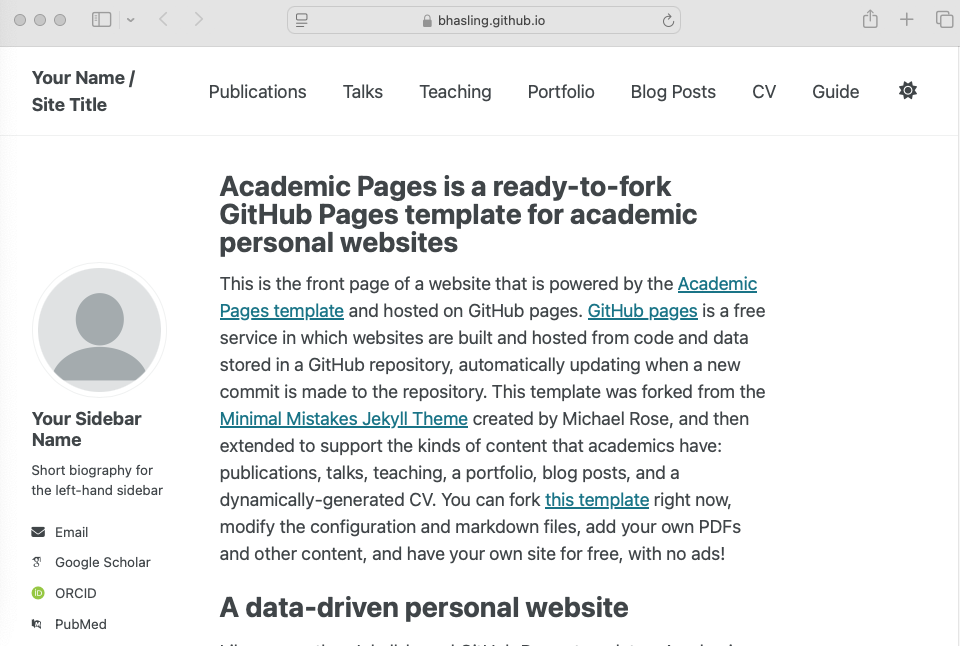 bhasling.github.io
Your Name /
Site Title
Publications
Talks
Teaching
Portfolio
Blog Posts
CV
Guide
Academic Pages is a ready-to-fork
GitHub Pages template for academic
personal websites
This is the front page of a website that is powered by the Academic
Pages template and hosted on GitHub pages. GitHub pages is a free
service in which websites are built and hosted from code and data
stored in a GitHub repository, automatically updating when a new
commit is made to the repository. This template was forked from the
Minimal Mistakes Jekyll Theme created by Michael Rose, and then
extended to support the kinds of content that academics have:
publications, talks, teaching, a portfolio, blog posts, and a
dynamically-generated CV. You can fork this template right now,
modify the configuration and markdown files, add your own PDFs
and other content, and have your own site for free, with no ads!
A data-driven personal website
Your Sidebar
Name
Short biography for
the left-hand sidebar
Email
Google Scholar
iD
ORCID
PubMed